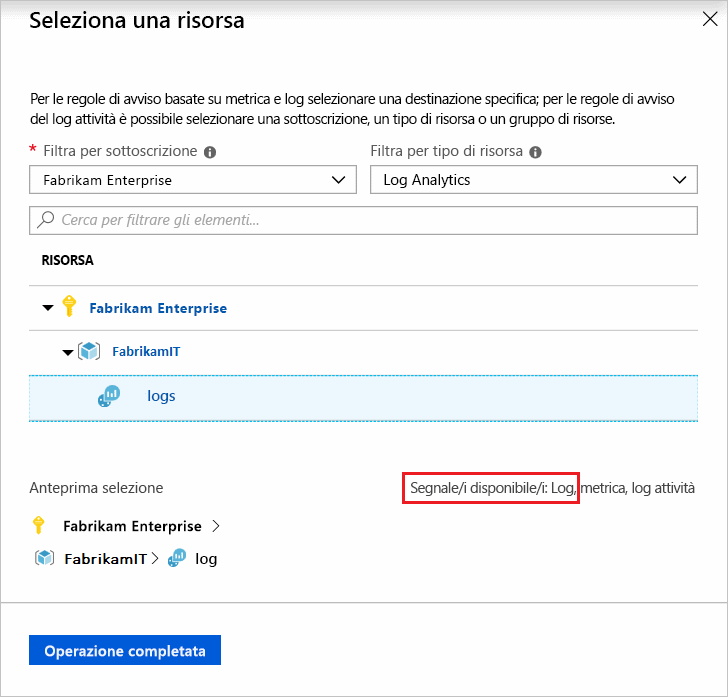 Seleziona una risorsa
Per le regole di avviso basate su metrica e log selezionare una destinazione specifica; per le regole di avviso
del log attività è possibile selezionare una sottoscrizione, un tipo di risorsa o un gruppo di risorse.
* Filtra per sottoscrizione
Filtra per tipo di risorsa
Fabrikam Enterprise
Log Analytics
Cerca per filtrare gli elementi...
RISORSA
Fabrikam Enterprise
FabrikamIT
logs
Anteprima selezione
Segnale/i disponibile/i: Log, metrica, log attività
Fabrikam Enterprise >
FabrikamIT > log
Operazione completata